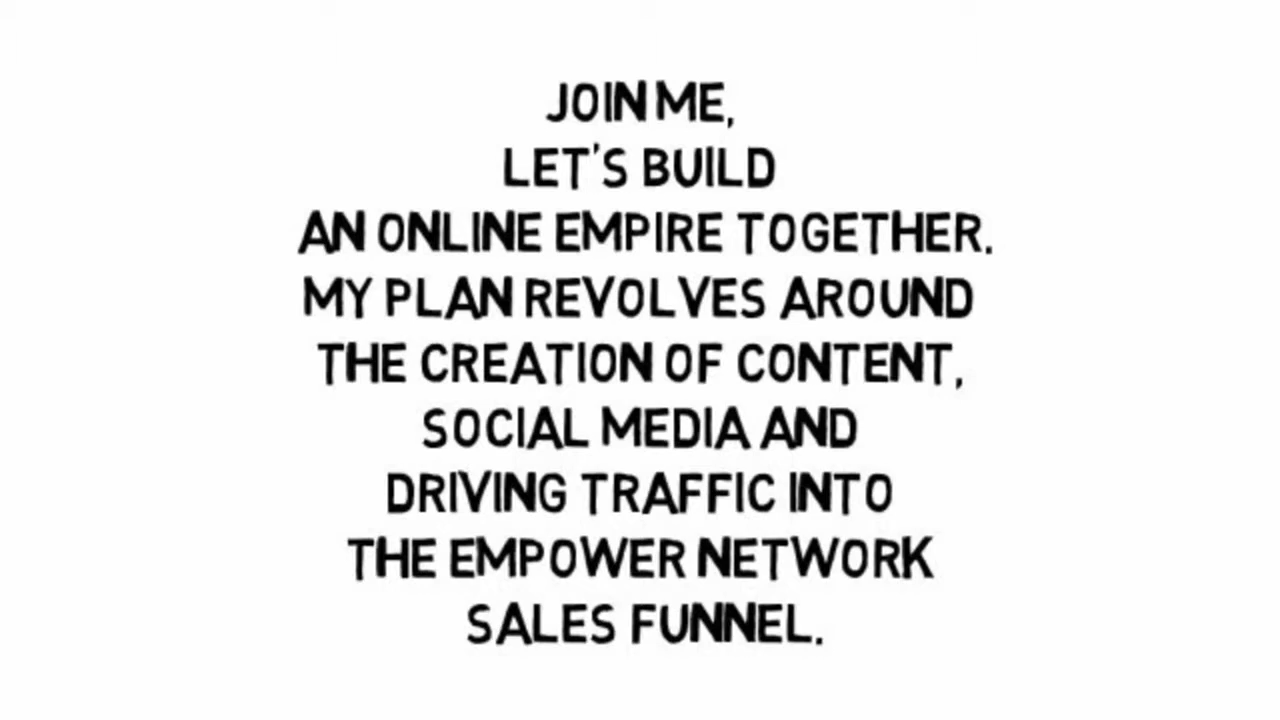 JOIN ME,
LET'S BUILD
AN ONLINE EMPIRE TOGETHER.
MY PLAN REVOLVES AROUND
THE CREATION OF CONTENT,
SOCIAL MEDIA AND
DRIVING TRAFFIC INTO
THE EMPOWER NETWORK
SALES FUNNEL.